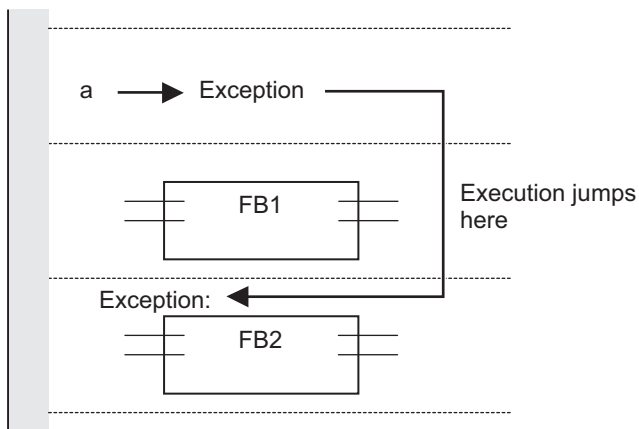 a Exception
FB1
Execution jumps
here
Exception:
FB2